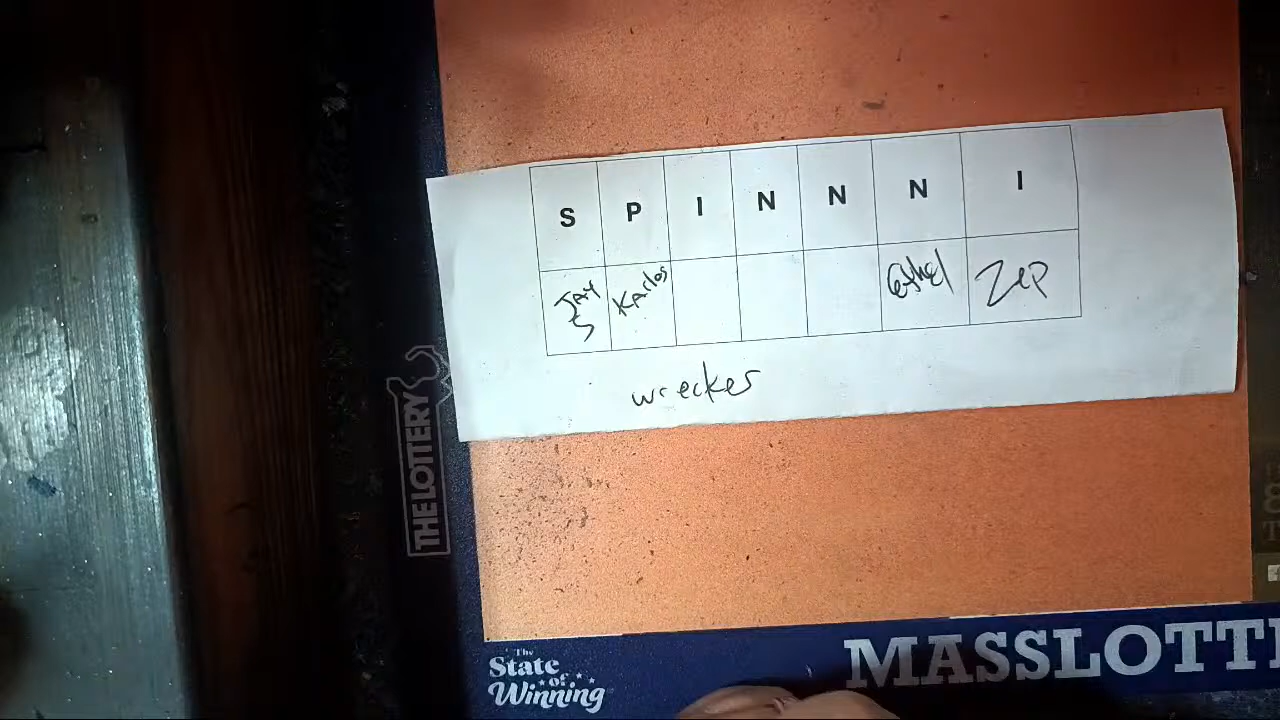 S P I N N N I
JAY S Karlos Ethel Zep
wrecker
THE LOTTERY
The
State
of
Winning
MASSLOTT